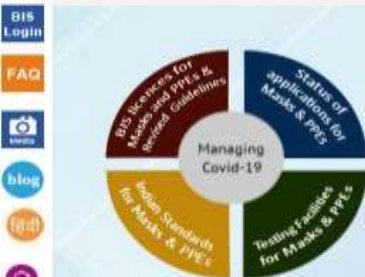 BIS
Login
FAQ
MEDIA
blog
हिन्दी
BIS licences for
Masks and PPEs &
Revised Guidelines
Status of
applications for
Masks & PPEs
Managing
Covid-19
Indian Standards
for Masks & PPEs
Testing Facilities
for Masks & PPEs